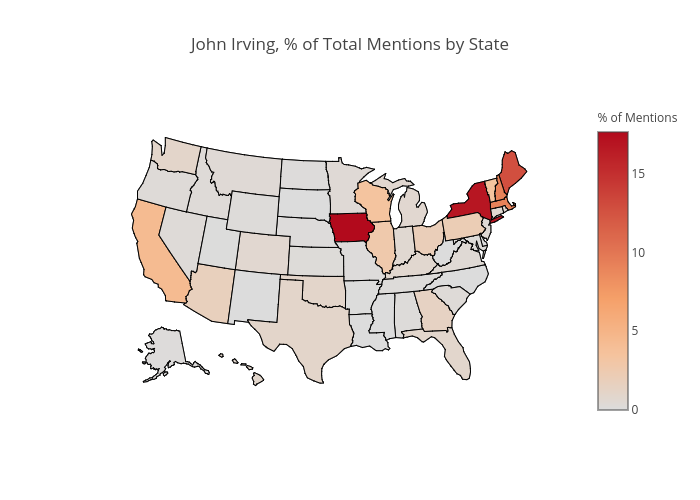 John Irving, % of Total Mentions by State
% of Mentions
15
10
5
0